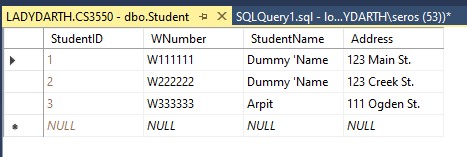 LADYDARTH.CS3550 - dbo.Student SQLQuery1.sql - lo...YDARTH\seros (53))*
StudentID WNumber StudentName Address
1 W111111 Dummy 'Name 123 Main St.
2 W222222 Dummy 'Name 123 Creek St.
3 W333333 Arpit 111 Ogden St.
NULL NULL NULL NULL